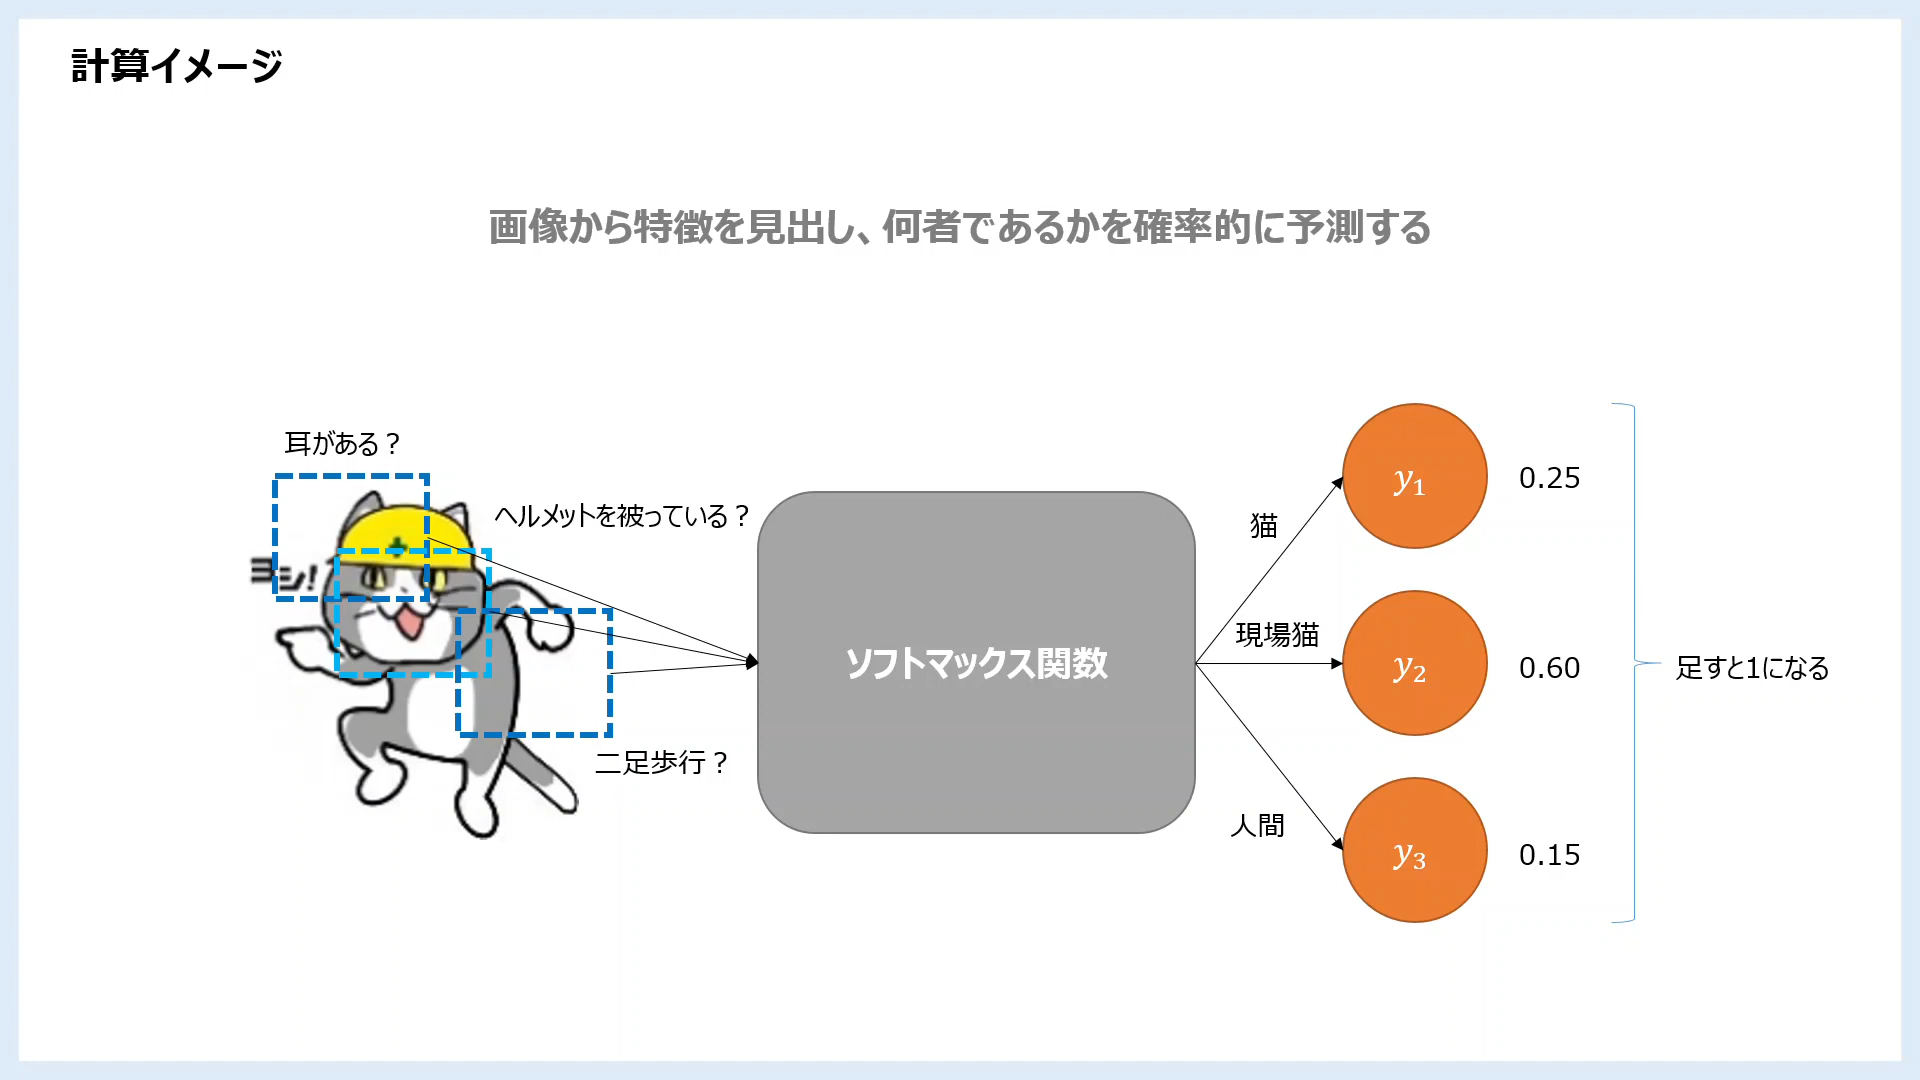 計算イメージ
画像から特徴を見出し、何者であるかを確率的に予測する
耳がある？
ヘルメットを被っている？
ヨシ!
二足歩行？
ソフトマックス関数
猫
現場猫
人間
y₁
0.25
y₂
0.60
y₃
0.15
足すと1になる